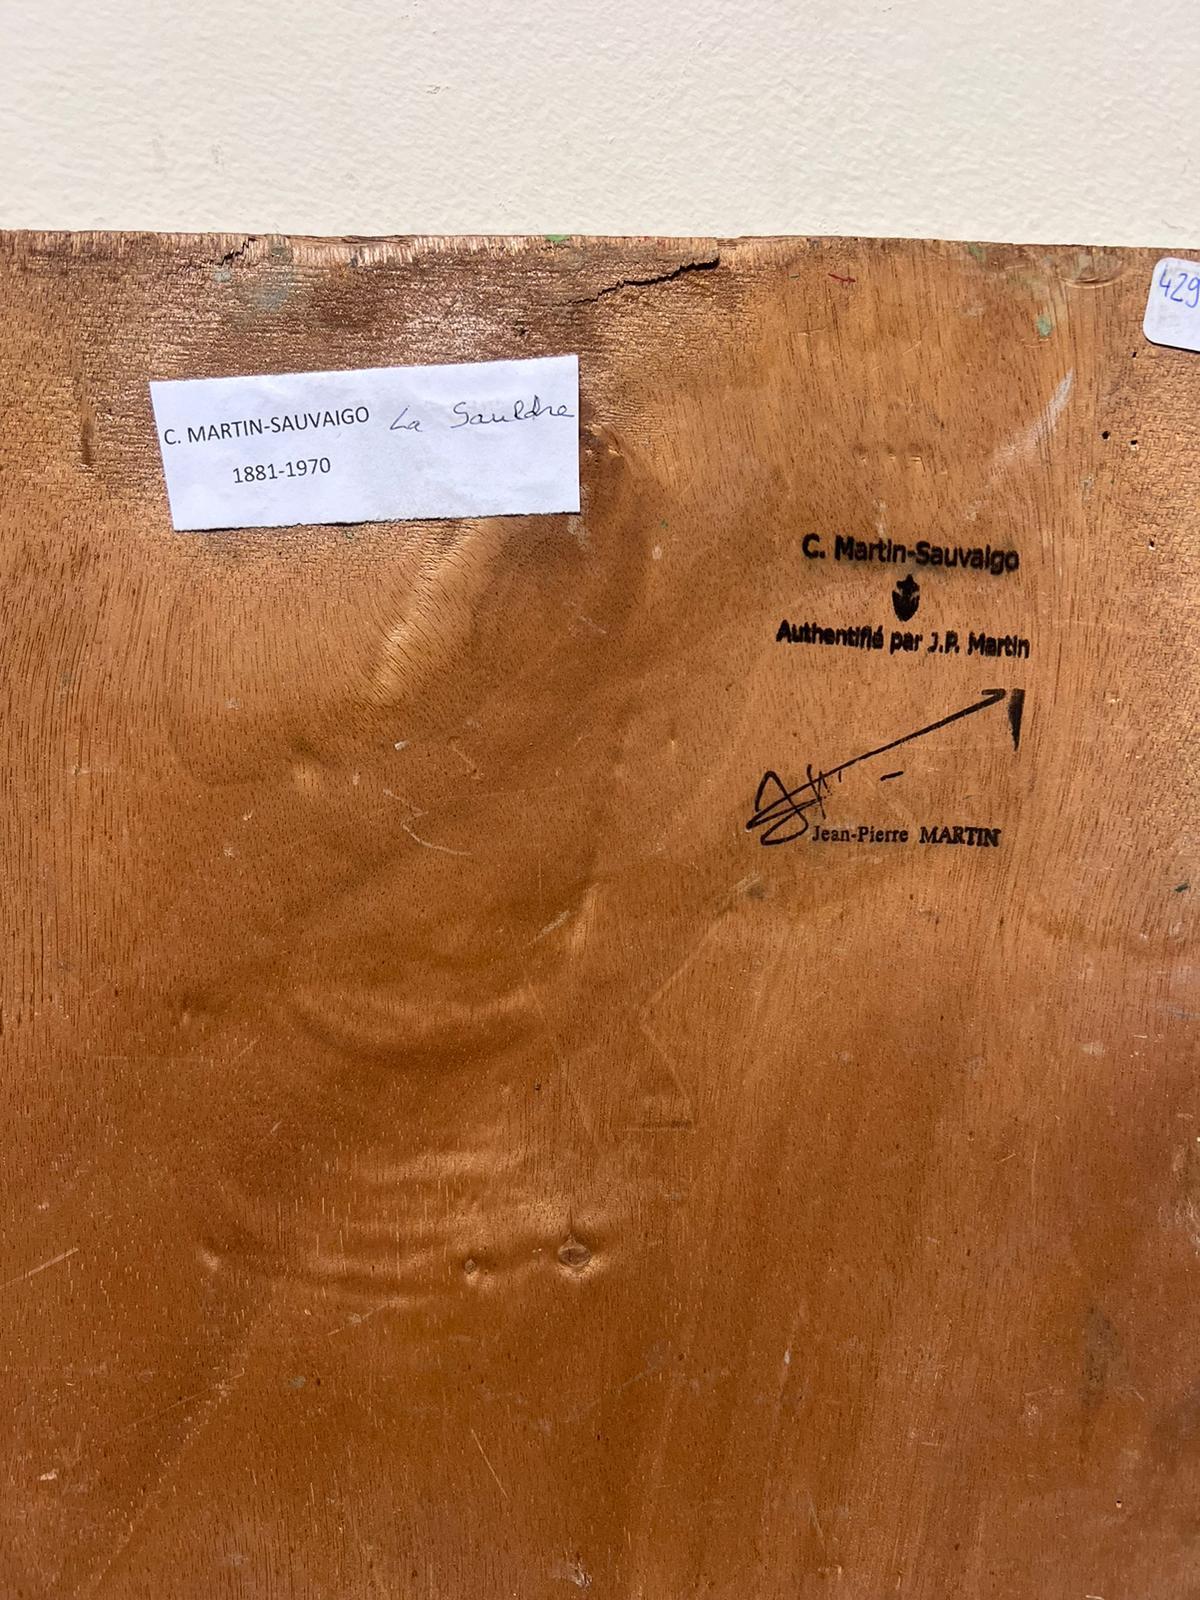 429
C. MARTIN-SAUVAIGO La Sauldre
1881-1970
C. Martin-Sauvaigo
Authentifié par J.P. Martin
Jean-Pierre MARTIN